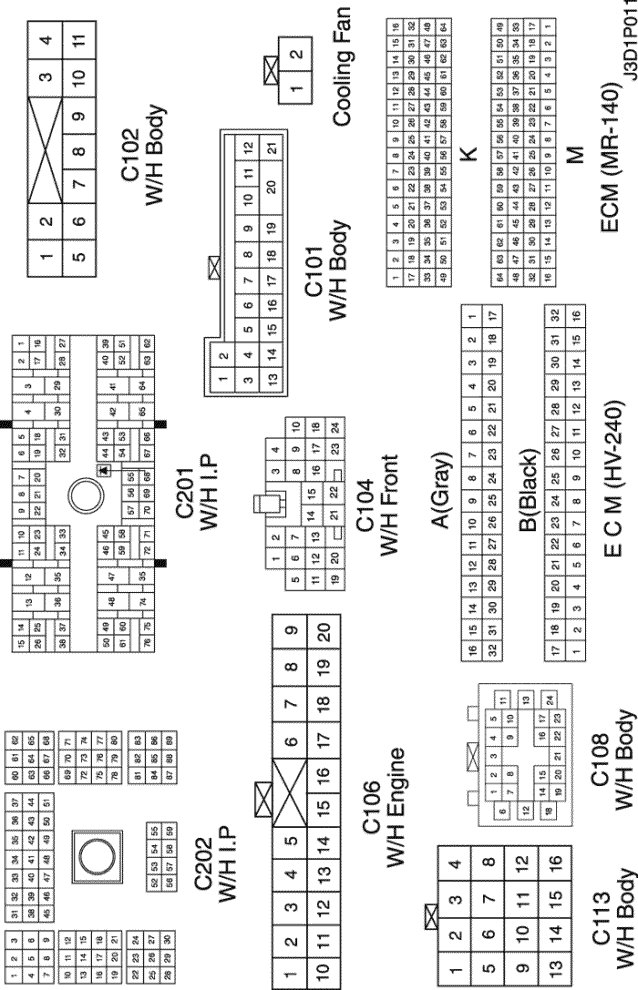 1 2 3
4 5 6
7 8 9
10 11 12
13 14 15
16 17 18
19 20 21
22 23 24
25 26 27
28 29 30
31 32 33 34 35 36 37
38 39 40 41 42 43 44
45 46 47 48 49 50 51
52 53 54 55
56 57 58 59
60 61 62
63 64 65
66 67 68
69 70 71
72 73 74
75 76 77
78 79 80
81 82 83
84 85 86
87 88 89
C202
W/H I.P
15 14 13 12 11 10 9 8 7 6 5 4 3 2 1
26 25 24 23 22 21 20 19 18 17 16
38 37 36 35 34 33 32 31 30 29 28 27
50 49 48 47 46 45 44 43 42 41 40 39
61 60 59 58 57 56 55 54 53 52 51
76 75 74 35 72 71 70 69 68 67 66 65 64 63 62
C201
W/H I.P
1 2 3 4
5 6 7 8 9 10 11
C102
W/H Body
1 2 3 4 5 6 7 8 9
10 11 12 13 14 15 16 17 18 19 20
C106
W/H Engine
1 2 3 4
5 6 7 8 9 10
11 12 13 14 15 16 17 18
19 20 21 22 23 24
C104
W/H Front
1 2
3 4 5 6 7 8 9 10 11 12
13 14 15 16 17 18 19 20 21
C101
W/H Body
1 2
Cooling Fan
1 2 3 4
5 6 7 8
9 10 11 12
13 14 15 16
C113
W/H Body
1 2 3 4 5
6 7 8 9 10 11
12 13
14 15 16 17
18 19 20 21 22 23 24
C108
W/H Body
A(Gray)
16 15 14 13 12 11 10 9 8 7 6 5 4 3 2 1
32 31 30 29 28 27 26 25 24 23 22 21 20 19 18 17
B(Black)
17 18 19 20 21 22 23 24 25 26 27 28 29 30 31 32
1 2 3 4 5 6 7 8 9 10 11 12 13 14 15 16
E C M (HV-240)
1 2 3 4 5 6 7 8 9 10 11 12 13 14 15 16
17 18 19 20 21 22 23 24 25 26 27 28 29 30 31 32
33 34 35 36 37 38 39 40 41 42 43 44 45 46 47 48
49 50 51 52 53 54 55 56 57 58 59 60 61 62 63 64
K
64 63 62 61 60 59 58 57 56 55 54 53 52 51 50 49
48 47 46 45 44 43 42 41 40 39 38 37 36 35 34 33
32 31 30 29 28 27 26 25 24 23 22 21 20 19 18 17
16 15 14 13 12 11 10 9 8 7 6 5 4 3 2 1
M
ECM (MR-140)
J3D1P011